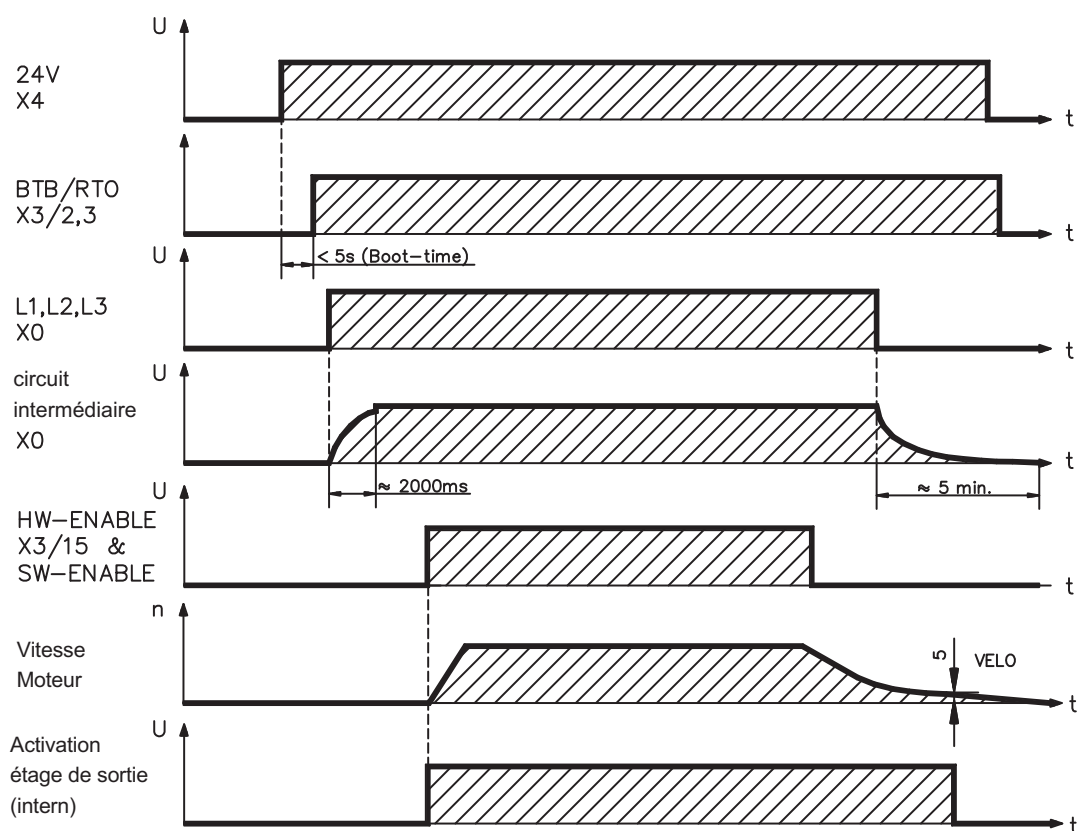 U
24V
X4
t
BTB/RTO
X3/2,3
t
< 5s (Boot-time)
U
L1,L2,L3
X0
t
U
circuit
intermédiaire
X0
t
≈ 2000ms
≈ 5 min.
U
HW-ENABLE
X3/15 &
SW-ENABLE
t
n
Vitesse
Moteur
5
VELO
t
U
Activation
étage de sortie
(intern)
t